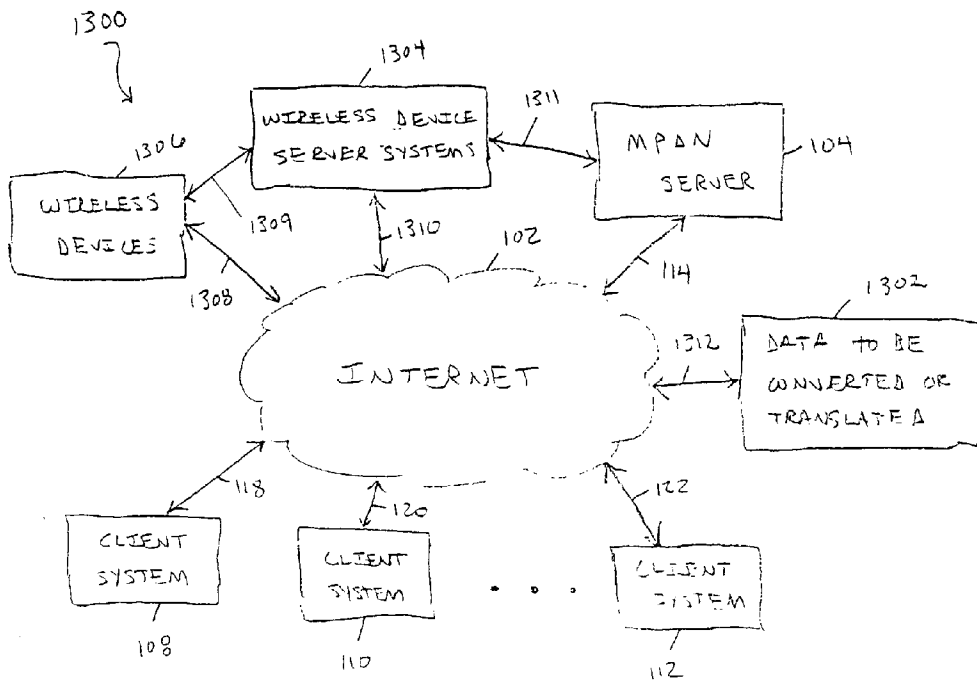 1300
1304
WIRELESS DEVICE
SERVER SYSTEMS
1311
MPAN
SERVER
104
1306
WIRELESS
DEVICES
1309
1310
102
114
1308
1302
INTERNET
1312
DATA TO BE
CONVERTED OR
TRANSLATED
118
120
122
CLIENT
SYSTEM
CLIENT
SYSTEM
. . .
CLIENT
SYSTEM
108
110
112